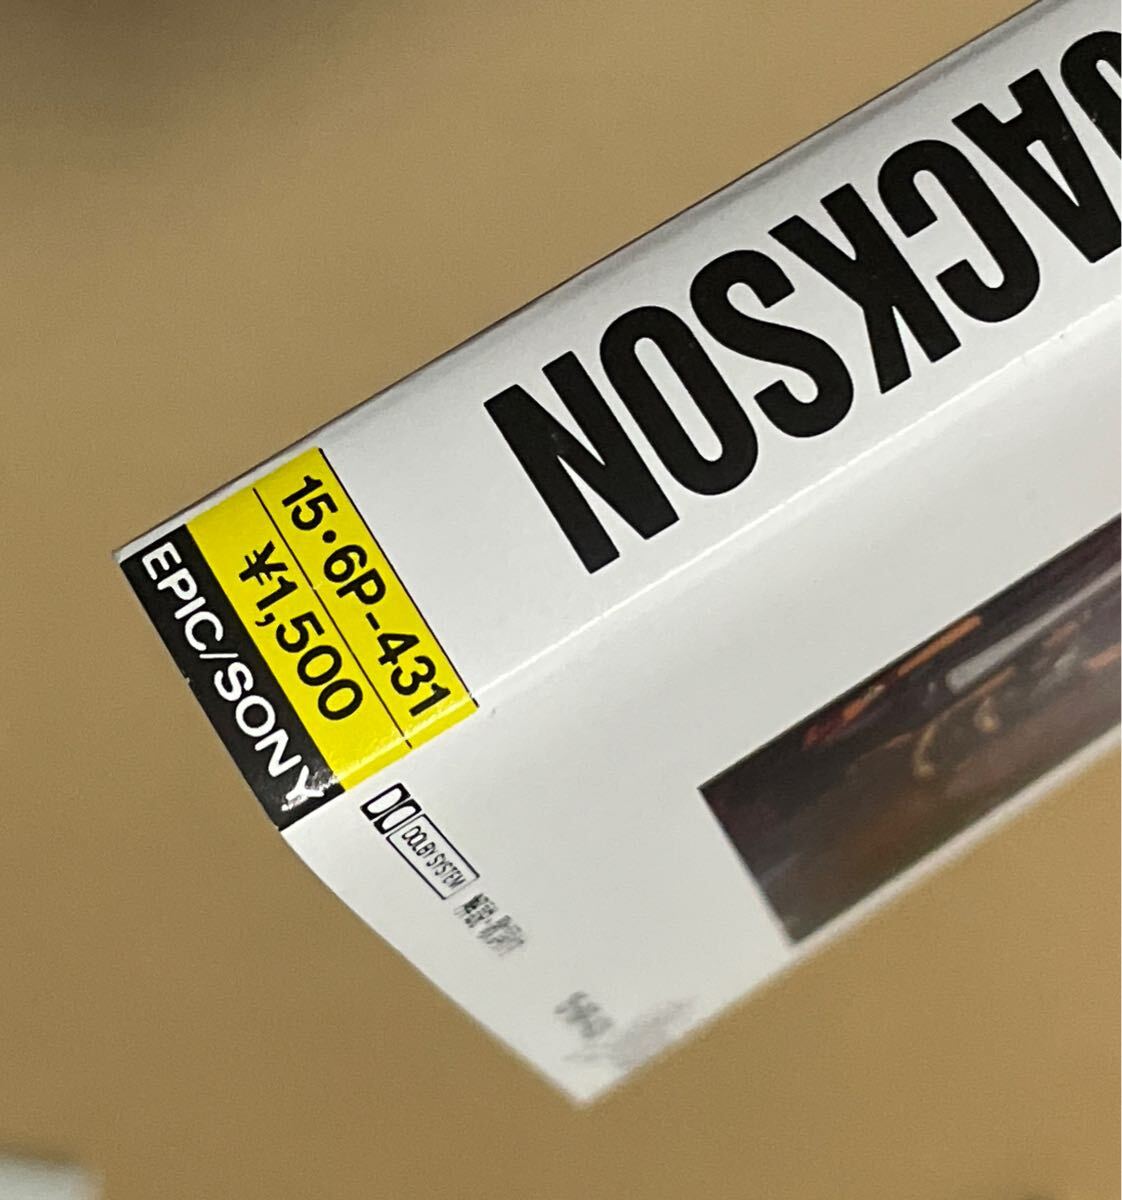 JACKSON
15・6P-431
¥1,500
EPIC/SONY
DOLBY SYSTEM